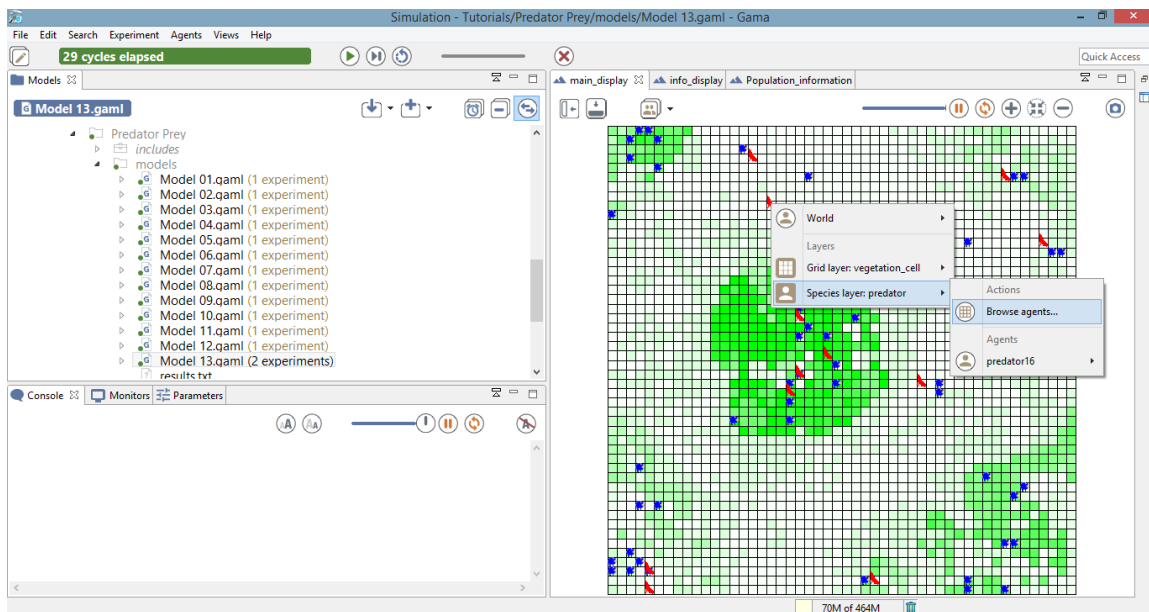 Simulation - Tutorials/Predator Prey/models/Model 13.gaml - Gama
File Edit Search Experiment Agents Views Help
29 cycles elapsed
Quick Access
Models
Model 13.gaml
Predator Prey
includes
models
Model 01.gaml (1 experiment)
Model 02.gaml (1 experiment)
Model 03.gaml (1 experiment)
Model 04.gaml (1 experiment)
Model 05.gaml (1 experiment)
Model 06.gaml (1 experiment)
Model 07.gaml (1 experiment)
Model 08.gaml (1 experiment)
Model 09.gaml (1 experiment)
Model 10.gaml (1 experiment)
Model 11.gaml (1 experiment)
Model 12.gaml (1 experiment)
Model 13.gaml (2 experiments)
results.txt
Console Monitors Parameters
main_display info_display Population_information
World
Layers
Grid layer: vegetation_cell
Species layer: predator
Actions
Browse agents...
Agents
predator16
70M of 464M